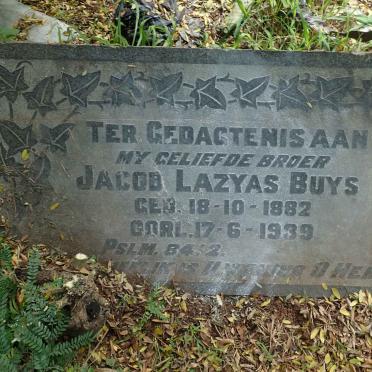 TER GEDACTENIS AAN
MY GELIEFDE BROER
JACOB LAZYAS BUYS
GEB. 18-10-1882
OORL. 17-6-1939
PSLM. 84:2.